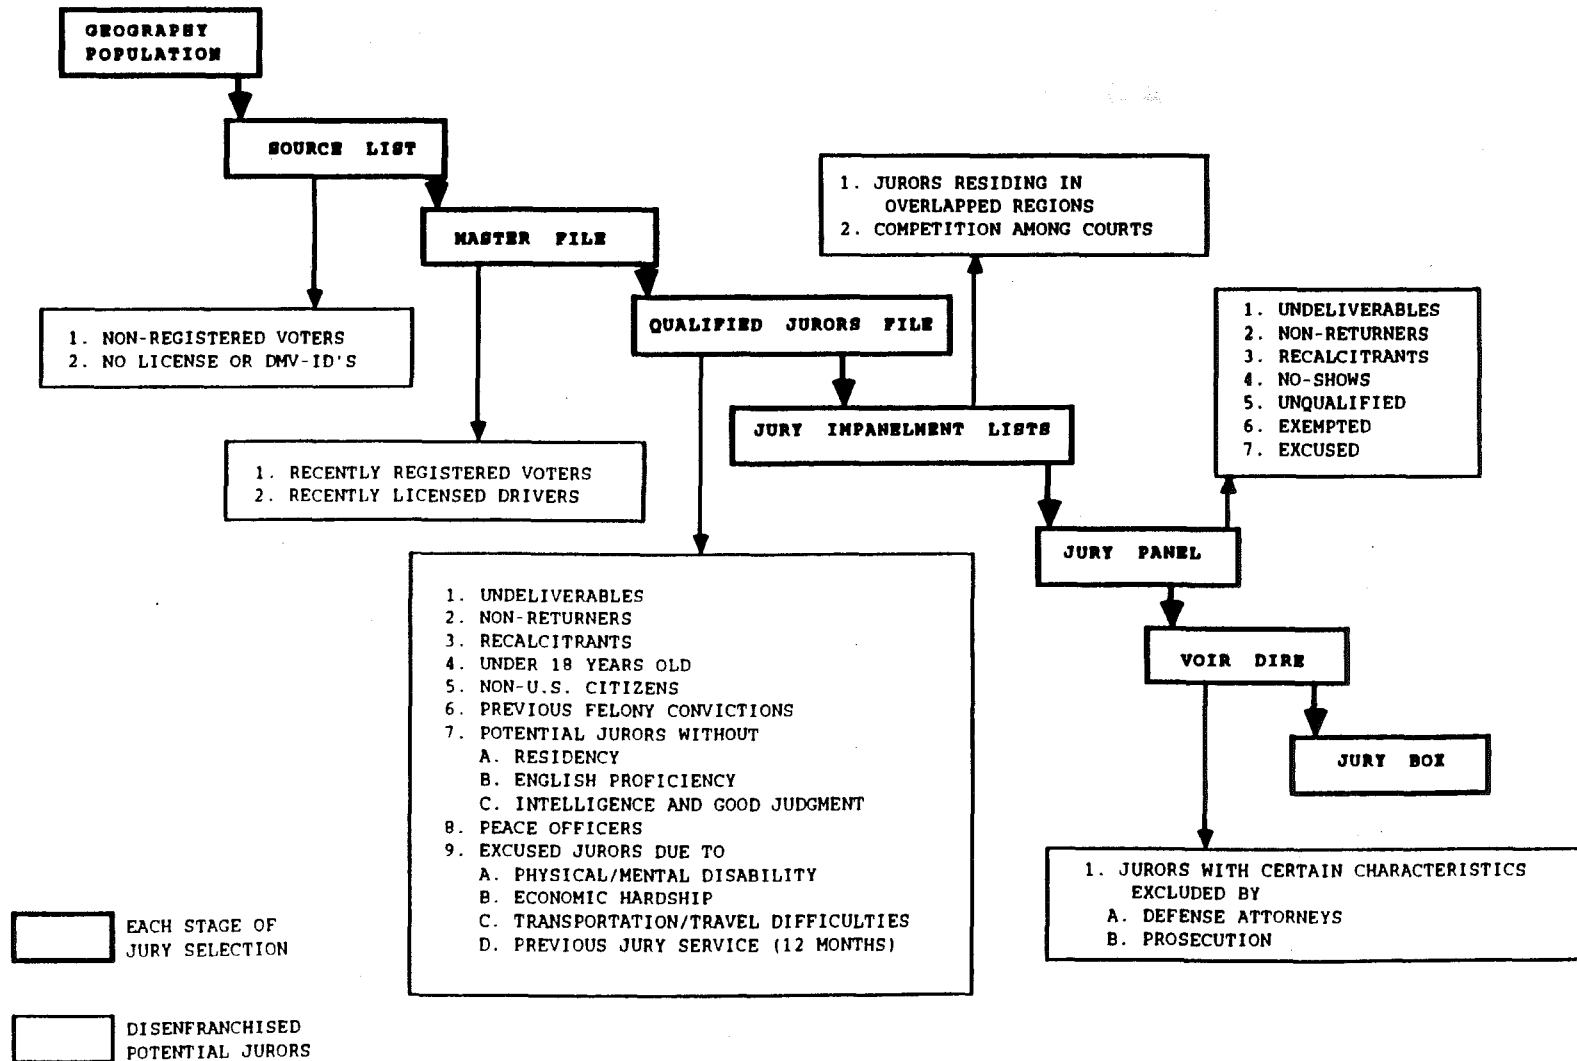 GEOGRAPHY
POPULATION
SOURCE LIST
MASTER FILE
1. JURORS RESIDING IN
OVERLAPPED REGIONS
2. COMPETITION AMONG COURTS
1. NON-REGISTERED VOTERS
2. NO LICENSE OR DMV-ID'S
QUALIFIED JURORS FILE
1. UNDELIVERABLES
2. NON-RETURNERS
3. RECALCITRANTS
4. NO-SHOWS
5. UNQUALIFIED
6. EXEMPTED
7. EXCUSED
JURY IMPANELMENT LISTS
1. RECENTLY REGISTERED VOTERS
2. RECENTLY LICENSED DRIVERS
JURY PANEL
1. UNDELIVERABLES
2. NON-RETURNERS
3. RECALCITRANTS
4. UNDER 18 YEARS OLD
5. NON-U.S. CITIZENS
6. PREVIOUS FELONY CONVICTIONS
7. POTENTIAL JURORS WITHOUT
A. RESIDENCY
B. ENGLISH PROFICIENCY
C. INTELLIGENCE AND GOOD JUDGMENT
8. PEACE OFFICERS
9. EXCUSED JURORS DUE TO
A. PHYSICAL/MENTAL DISABILITY
B. ECONOMIC HARDSHIP
C. TRANSPORTATION/TRAVEL DIFFICULTIES
D. PREVIOUS JURY SERVICE (12 MONTHS)
VOIR DIRE
JURY BOX
1. JURORS WITH CERTAIN CHARACTERISTICS
EXCLUDED BY
A. DEFENSE ATTORNEYS
B. PROSECUTION
EACH STAGE OF
JURY SELECTION
DISENFRANCHISED
POTENTIAL JURORS